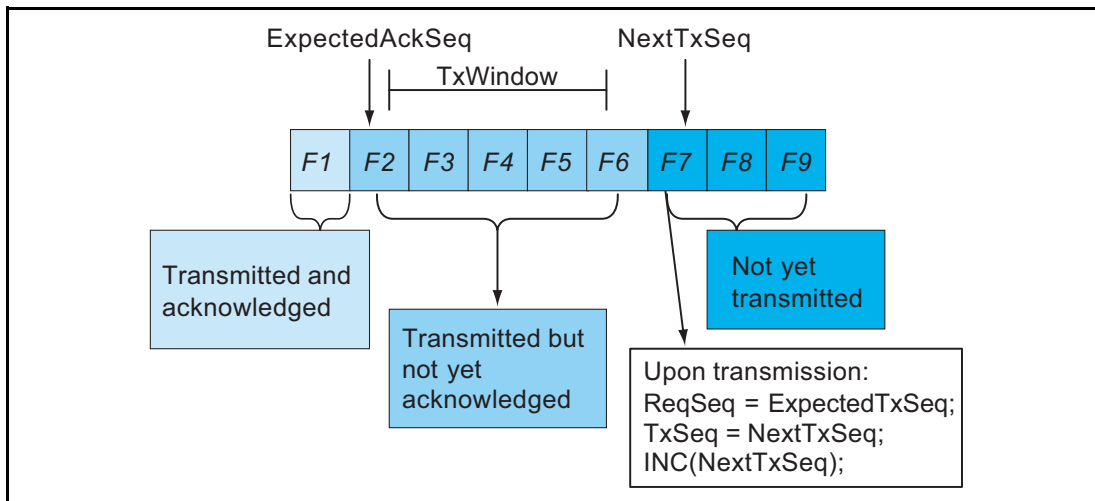 ExpectedAckSeq
NextTxSeq
TxWindow
F1 F2 F3 F4 F5 F6 F7 F8 F9
Transmitted and
acknowledged
Transmitted but
not yet
acknowledged
Not yet
transmitted
Upon transmission:
ReqSeq = ExpectedTxSeq;
TxSeq = NextTxSeq;
INC(NextTxSeq);